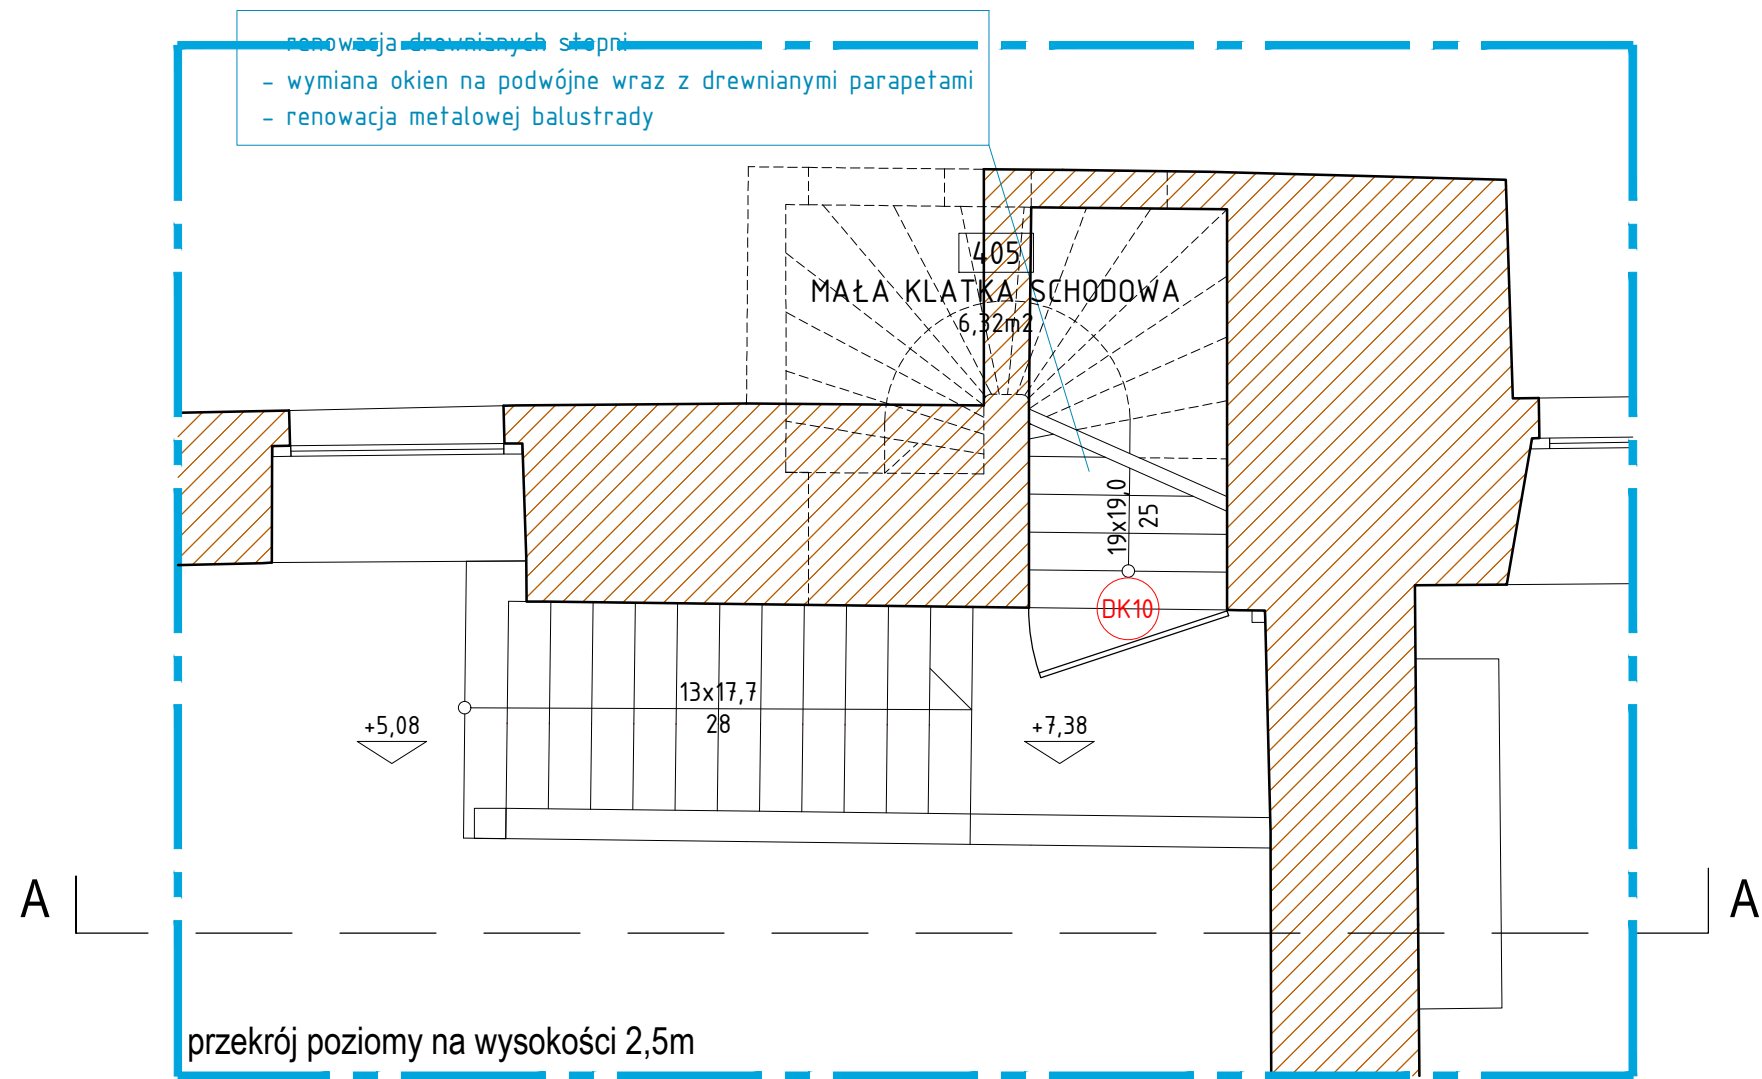 - renowacja drewnianych stopni
- wymiana okien na podwójne wraz z drewnianymi parapetami
- renowacja metalowej balustrady
405
MAŁA KLATKA SCHODOWA
6,32m2
19x19,0
25
DK10
13x17,7
28
+5,08
+7,38
A
A
przekrój poziomy na wysokości 2,5m